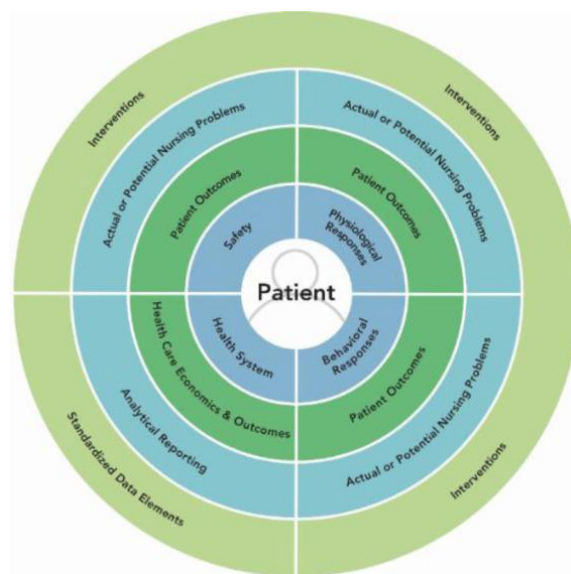 Interventions
Interventions
Actual or Potential Nursing Problems
Actual or Potential Nursing Problems
Patient Outcomes
Patient Outcomes
Safety
Physiological
Responses
Patient
Health System
Behavioral
Responses
Health Care Economics & Outcomes
Patient Outcomes
Analytical Reporting
Actual or Potential Nursing Problems
Standardized Data Elements
Interventions